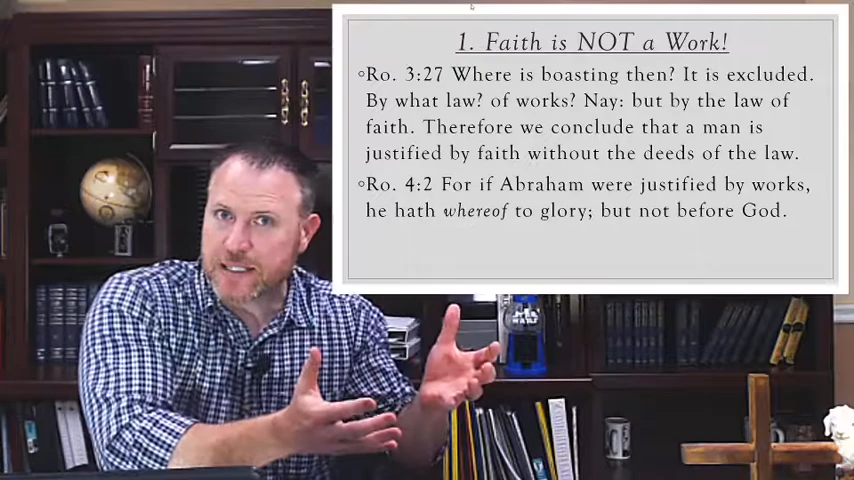 1. Faith is NOT a Work!
◦Ro. 3:27 Where is boasting then? It is excluded.
By what law? of works? Nay: but by the law of
faith. Therefore we conclude that a man is
justified by faith without the deeds of the law.
◦Ro. 4:2 For if Abraham were justified by works,
he hath whereof to glory; but not before God.